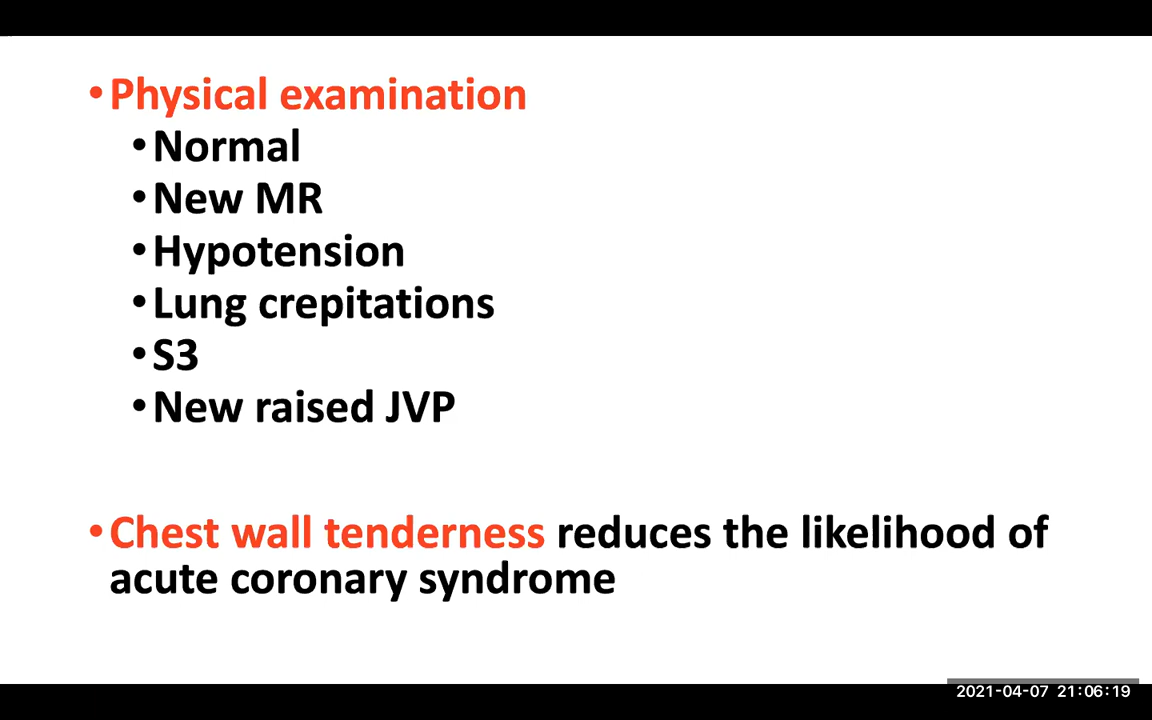 •Physical examination
•Normal
•New MR
•Hypotension
•Lung crepitations
•S3
•New raised JVP
•Chest wall tenderness reduces the likelihood of
acute coronary syndrome
2021-04-07 21:06:19